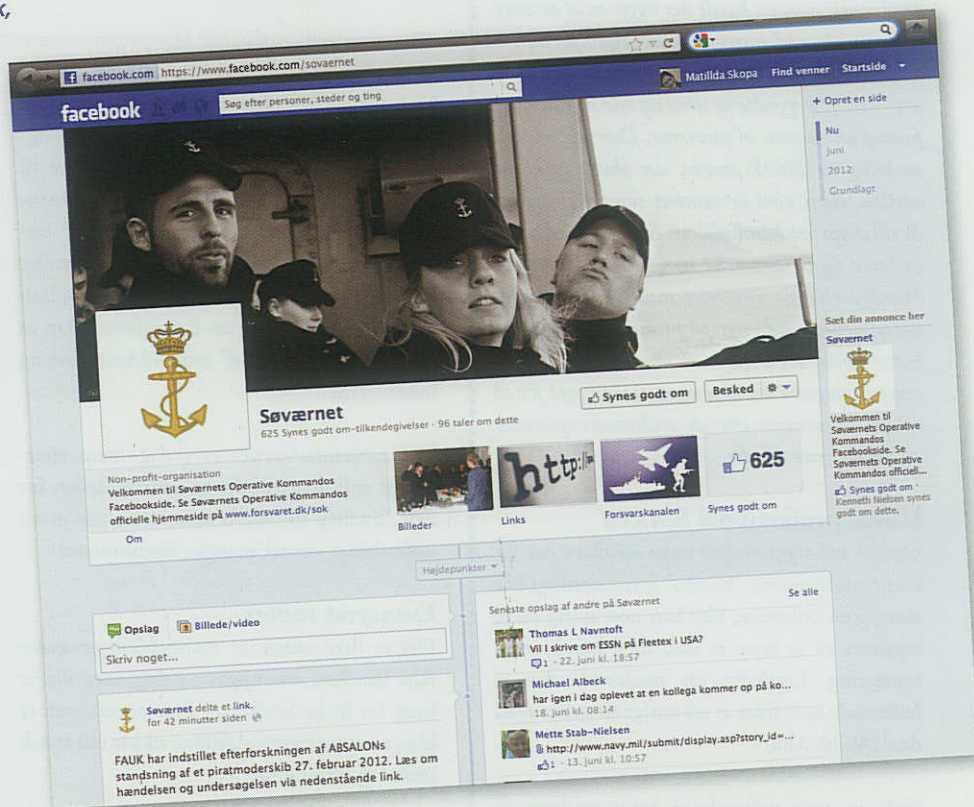 k,
facebook.com https://www.facebook.com/sovaernet
facebook
Søg efter personer, steder og ting
Matillda Skopa Find venner Startside
+ Opret en side
Nu
juni
2012
Grundlagt
Sæt din annonce her
Søværnet
Velkommen til
Søværnets Operative
Kommandos
Facebookside. Se
Søværnets Operative
Kommandos officiell...
Synes godt om ·
Kenneth Nielsen synes
godt om dette.
Søværnet
625 Synes godt om-tilkendegivelser · 96 taler om dette
Synes godt om
Besked
Non-profit-organisation
Velkommen til Søværnets Operative Kommandos
Facebookside. Se Søværnets Operative Kommandos
officielle hjemmeside på www.forsvaret.dk/sok
Om
Billeder
http://
Links
Forsvarskanalen
625
Synes godt om
Højdepunkter
Opslag Billede/video
Skriv noget...
Søværnet delte et link.
for 42 minutter siden
FAUK har indstillet efterforskningen af ABSALONs
standsning af et piratmoderskib 27. februar 2012. Læs om
hændelsen og undersøgelsen via nedenstående link.
Seneste opslag af andre på Søværnet
Se alle
Thomas L Navntoft
Vil I skrive om ESSN på Fleetex i USA?
1 · 22. juni kl. 18:57
Michael Albeck
har igen i dag oplevet at en kollega kommer op på ko...
18. juni kl. 08:14
Mette Stab-Nielsen
http://www.navy.mil/submit/display.asp?story_id=...
1 · 13. juni kl. 10:57